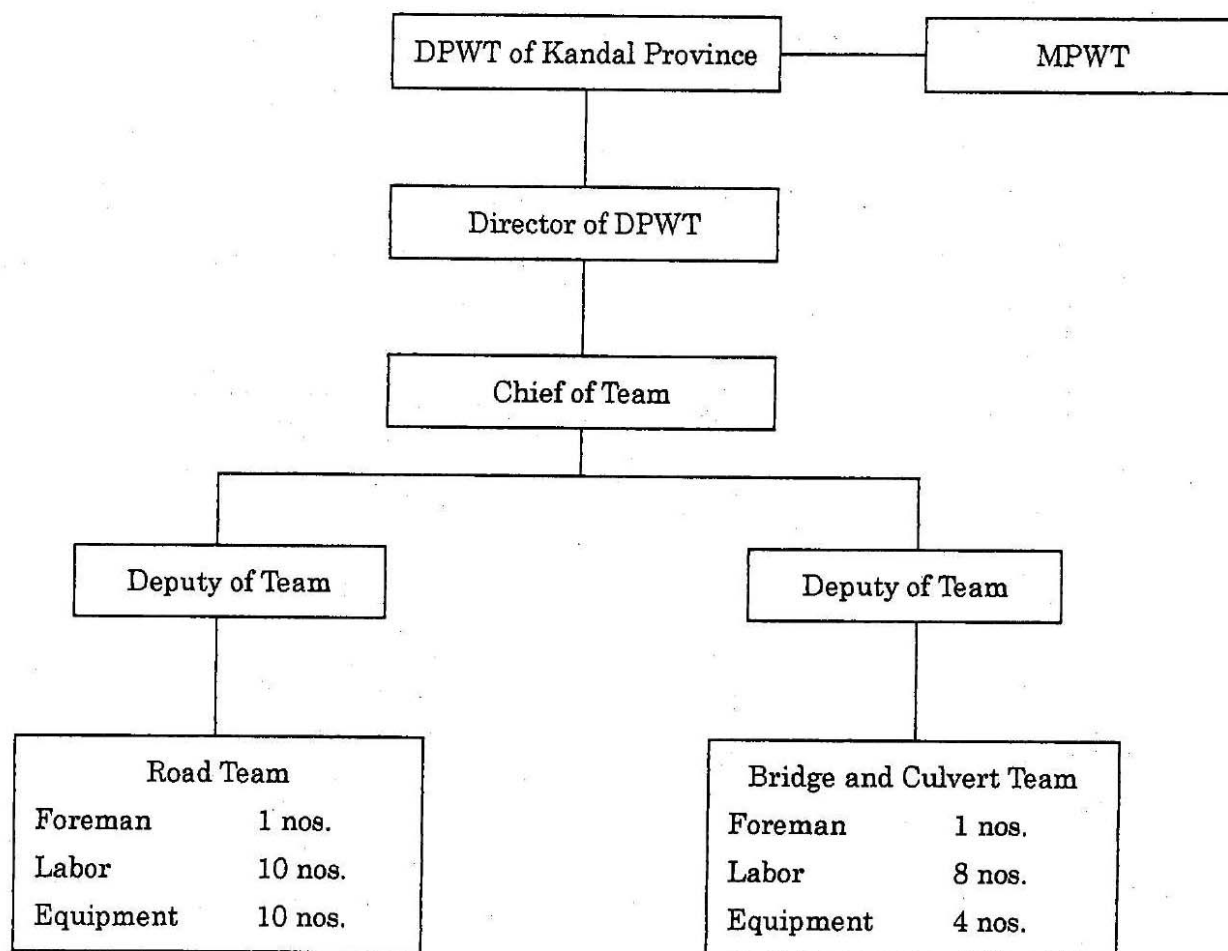 DPWT of Kandal Province
MPWT
Director of DPWT
Chief of Team
Deputy of Team
Deputy of Team
Road Team
Foreman 1 nos.
Labor 10 nos.
Equipment 10 nos.
Bridge and Culvert Team
Foreman 1 nos.
Labor 8 nos.
Equipment 4 nos.